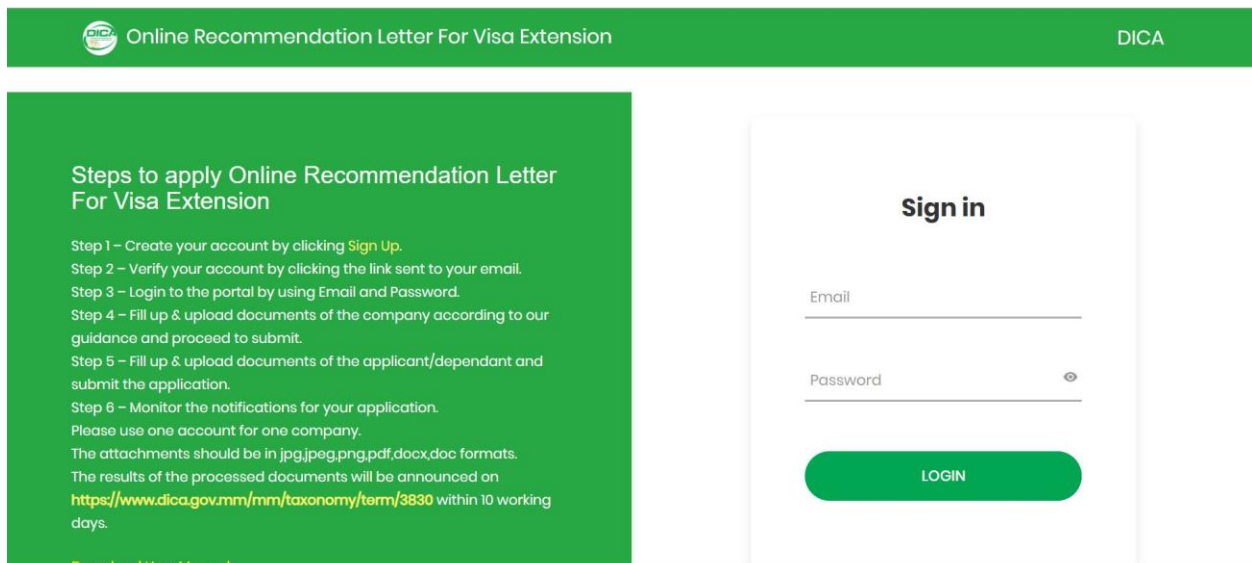 DICA Online Recommendation Letter For Visa Extension
DICA
Steps to apply Online Recommendation Letter
For Visa Extension
Step 1 – Create your account by clicking Sign Up.
Step 2 – Verify your account by clicking the link sent to your email.
Step 3 – Login to the portal by using Email and Password.
Step 4 – Fill up & upload documents of the company according to our
guidance and proceed to submit.
Step 5 – Fill up & upload documents of the applicant/dependant and
submit the application.
Step 6 – Monitor the notifications for your application.
Please use one account for one company.
The attachments should be in jpg,jpeg,png,pdf,docx,doc formats.
The results of the processed documents will be announced on
https://www.dica.gov.mm/mm/taxonomy/term/3830 within 10 working
days.
Sign in
Email
Password
LOGIN